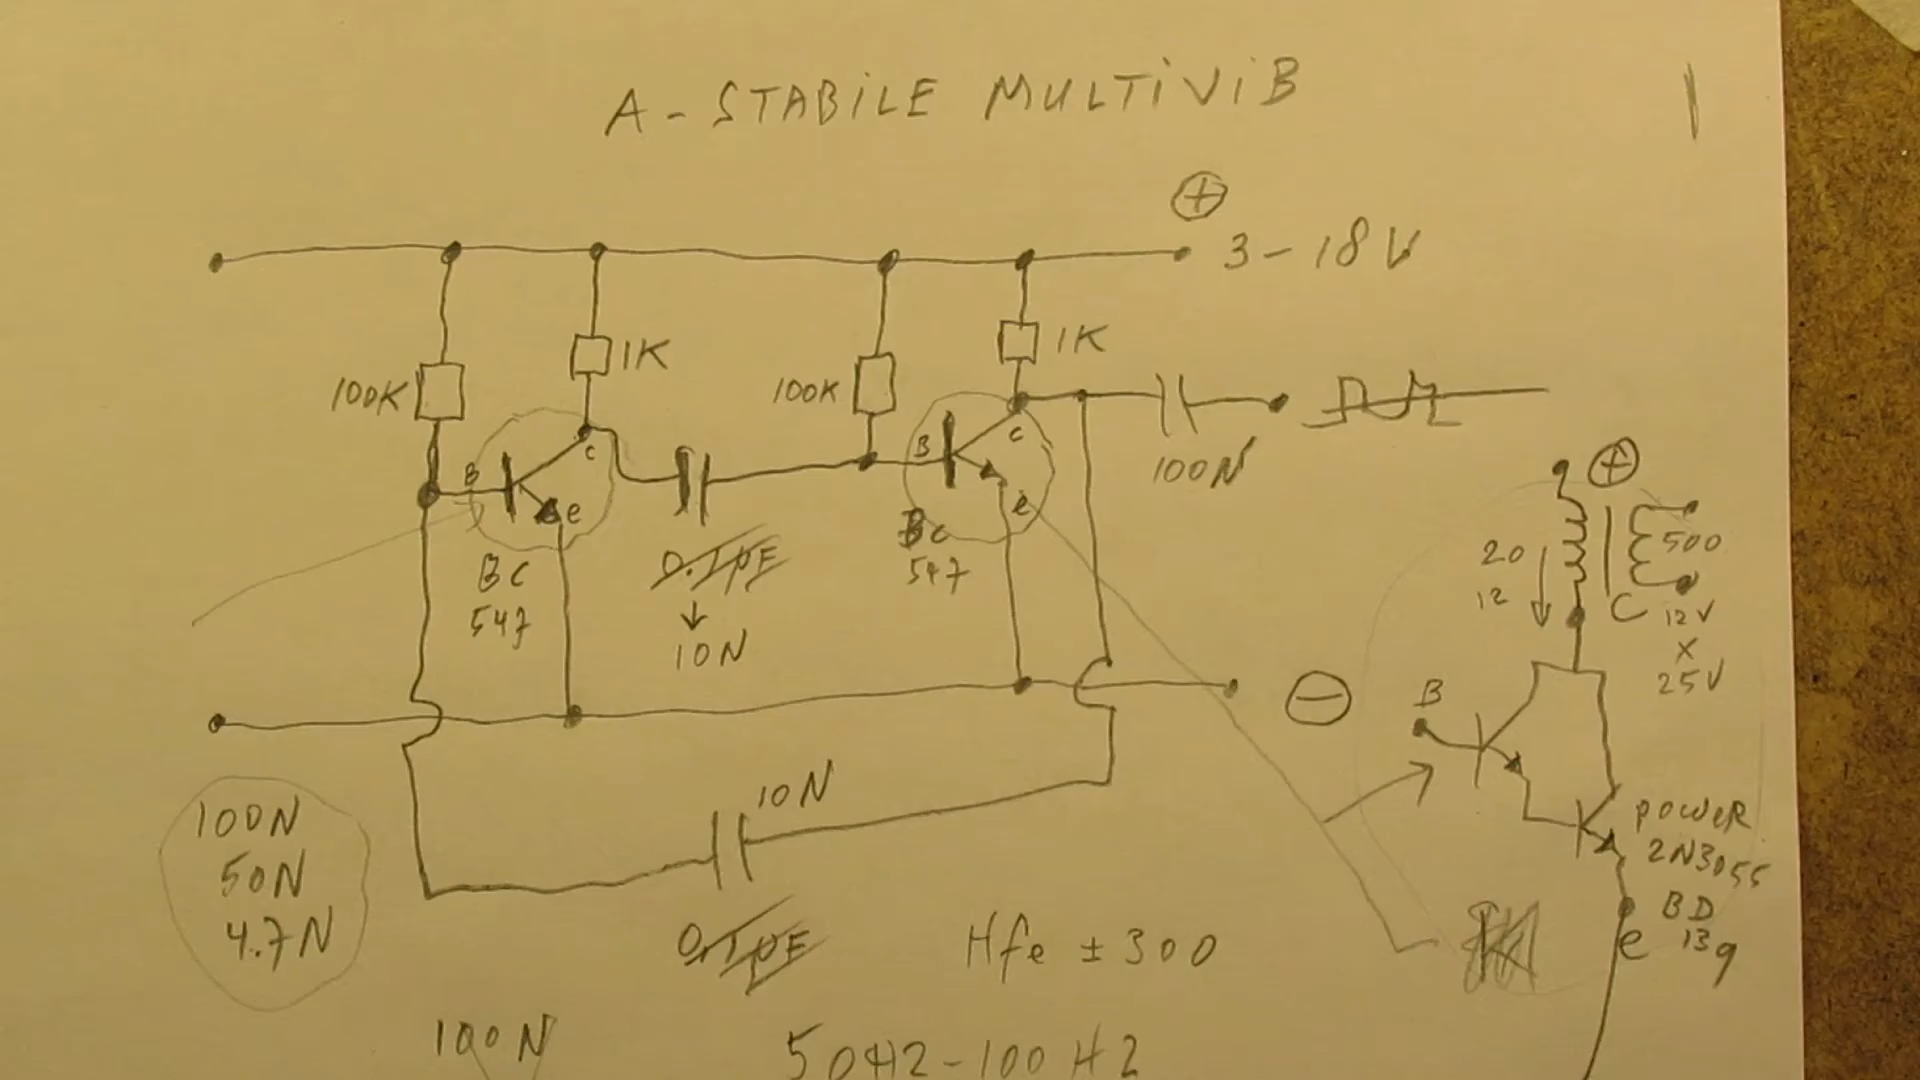 A-STABiLE MULTiViB
+
3-18V
1K
1K
100K
100K
B
c
e
B
c
e
100N
BC
547
BC
547
0.1µF
↓
10N
-
10N
0.1µF
100N
50N
4.7N
Hfe ± 300
100N
50HZ-100HZ
+
20
12
500
C
12V
X
25V
B
POWER
2N3055
BD
139
e